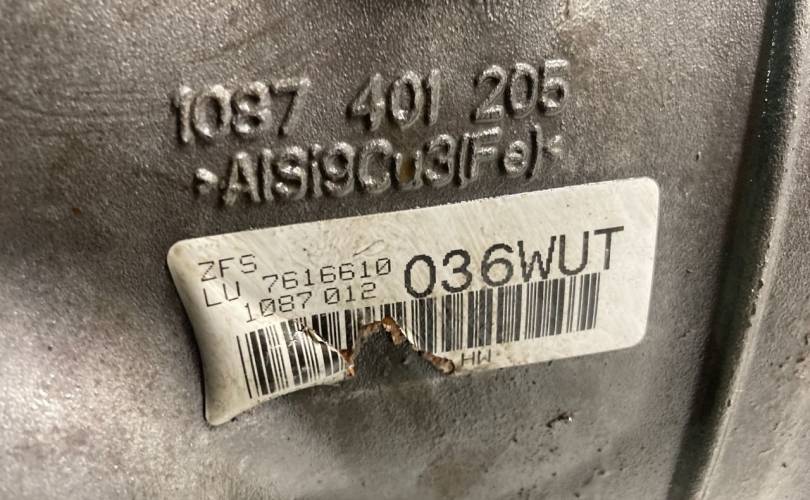 1087 401 205
>AlSi9Cu3(Fe)<
ZFS
LU 7616610
1087 012
036WUT
HW